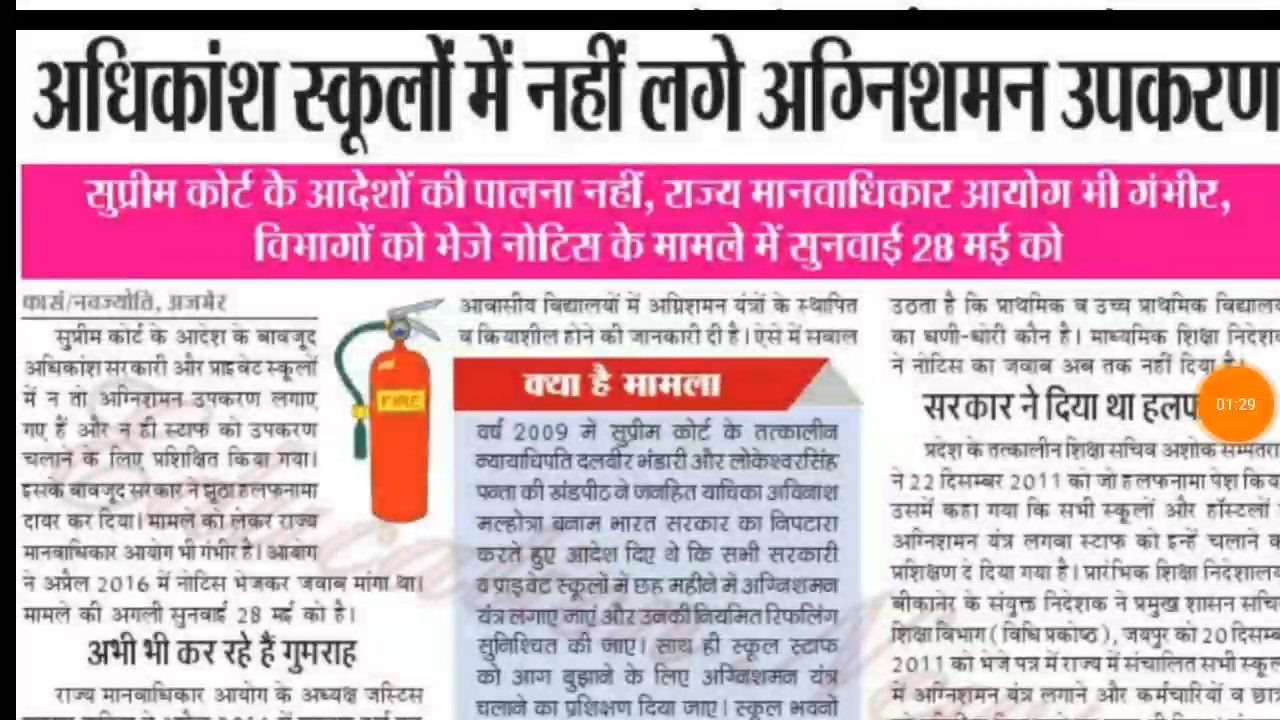 अधिकांश स्कूलों में नहीं लगे अग्निशमन उपकरण
सुप्रीम कोर्ट के आदेशों की पालना नहीं, राज्य मानवाधिकार आयोग भी गंभीर,
विभागों को भेजे नोटिस के मामले में सुनवाई 28 मई को
कासं/नवज्योति, अजमेर
सुप्रीम कोर्ट के आदेश के बावजूद
अधिकांश सरकारी और प्राइवेट स्कूलों
में न तो अग्निशमन उपकरण लगाए
गए हैं और न ही स्टाफ को उपकरण
चलाने के लिए प्रशिक्षित किया गया।
इसके बावजूद सरकार ने झूठा हलफनामा
दायर कर दिया। मामले को लेकर राज्य
मानवाधिकार आयोग भी गंभीर है। आयोग
ने अप्रैल 2016 में नोटिस भेजकर जवाब मांगा था।
मामले की अगली सुनवाई 28 मई को है।
अभी भी कर रहे हैं गुमराह
राज्य मानवाधिकार आयोग के अध्यक्ष जस्टिस
FIRE
आवासीय विद्यालयों में अग्निशमन यंत्रों के स्थापित
व क्रियाशील होने की जानकारी दी है। ऐसे में सवाल
क्या है मामला
वर्ष 2009 में सुप्रीम कोर्ट के तत्कालीन
न्यायाधिपति दलवीर भंडारी और लोकेश्वरसिंह
पनता की खंडपीठ ने जनहित याचिका अविनाश
मल्होत्रा बनाम भारत सरकार का निपटारा
करते हुए आदेश दिए थे कि सभी सरकारी
व प्राइवेट स्कूलों में छह महीने में अग्निशमन
यंत्र लगाए जाएं और उनकी नियमित रिफलिंग
सुनिश्चित की जाए। साथ ही स्कूल स्टाफ
को आग बुझाने के लिए अग्निशमन यंत्र
चलाने का प्रशिक्षण दिया जाए। स्कूल भवनों
उठता है कि प्राथमिक व उच्च प्राथमिक विद्यालय
का धणी-धोरी कौन है। माध्यमिक शिक्षा निदेशक
ने नोटिस का जवाब अब तक नहीं दिया है।
सरकार ने दिया था हलफ
01:29
प्रदेश के तत्कालीन शिक्षा सचिव अशोक सम्पतरा
ने 22 दिसम्बर 2011 को जो हलफनामा पेश किय
उसमें कहा गया कि सभी स्कूलों और हॉस्टलों
अग्निशमन यंत्र लगवा स्टाफ को इन्हें चलाने क
प्रशिक्षण दे दिया गया है। प्रारंभिक शिक्षा निदेशालय
बीकानेर के संयुक्त निदेशक ने प्रमुख शासन सचि
शिक्षा विभाग ( विधि प्रकोष्ठ ), जयपुर को 20 दिसम्ब
2011 को भेजे पत्र में राज्य में संचालित सभी स्कूल
में अग्निशमन यंत्र लगाने और कर्मचारियों व छात्र